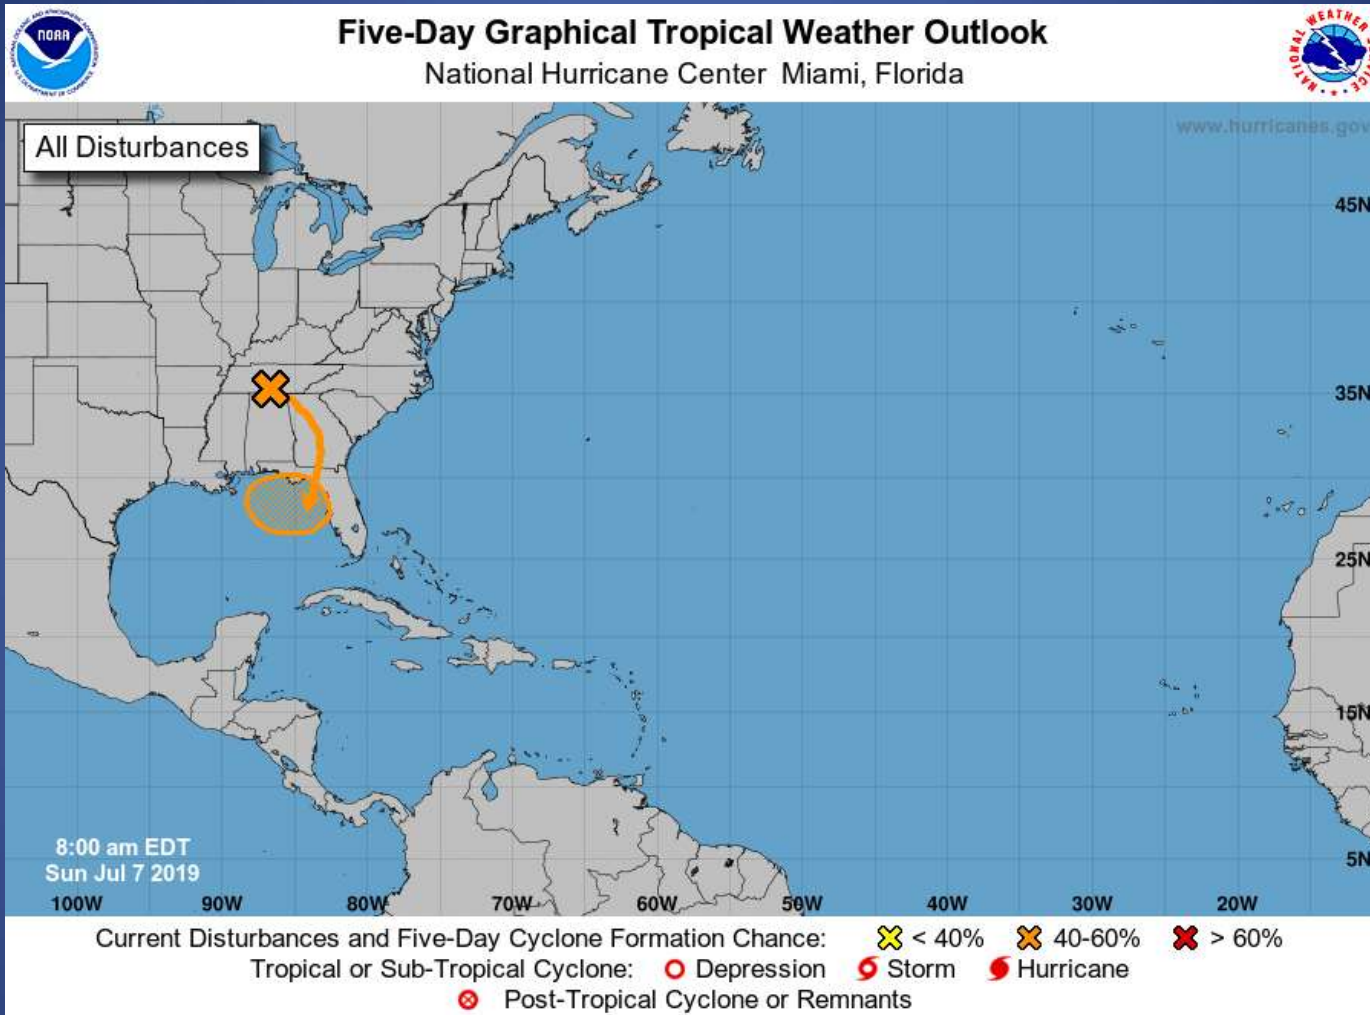 Five-Day Graphical Tropical Weather Outlook
National Hurricane Center Miami, Florida
NOAA
All Disturbances
www.hurricanes.gov
45N
35N
25N
15N
5N
8:00 am EDT
Sun Jul 7 2019
100W 90W 80W 70W 60W 50W 40W 30W 20W
Current Disturbances and Five-Day Cyclone Formation Chance: < 40% 40-60% > 60%
Tropical or Sub-Tropical Cyclone: Depression Storm Hurricane
Post-Tropical Cyclone or Remnants